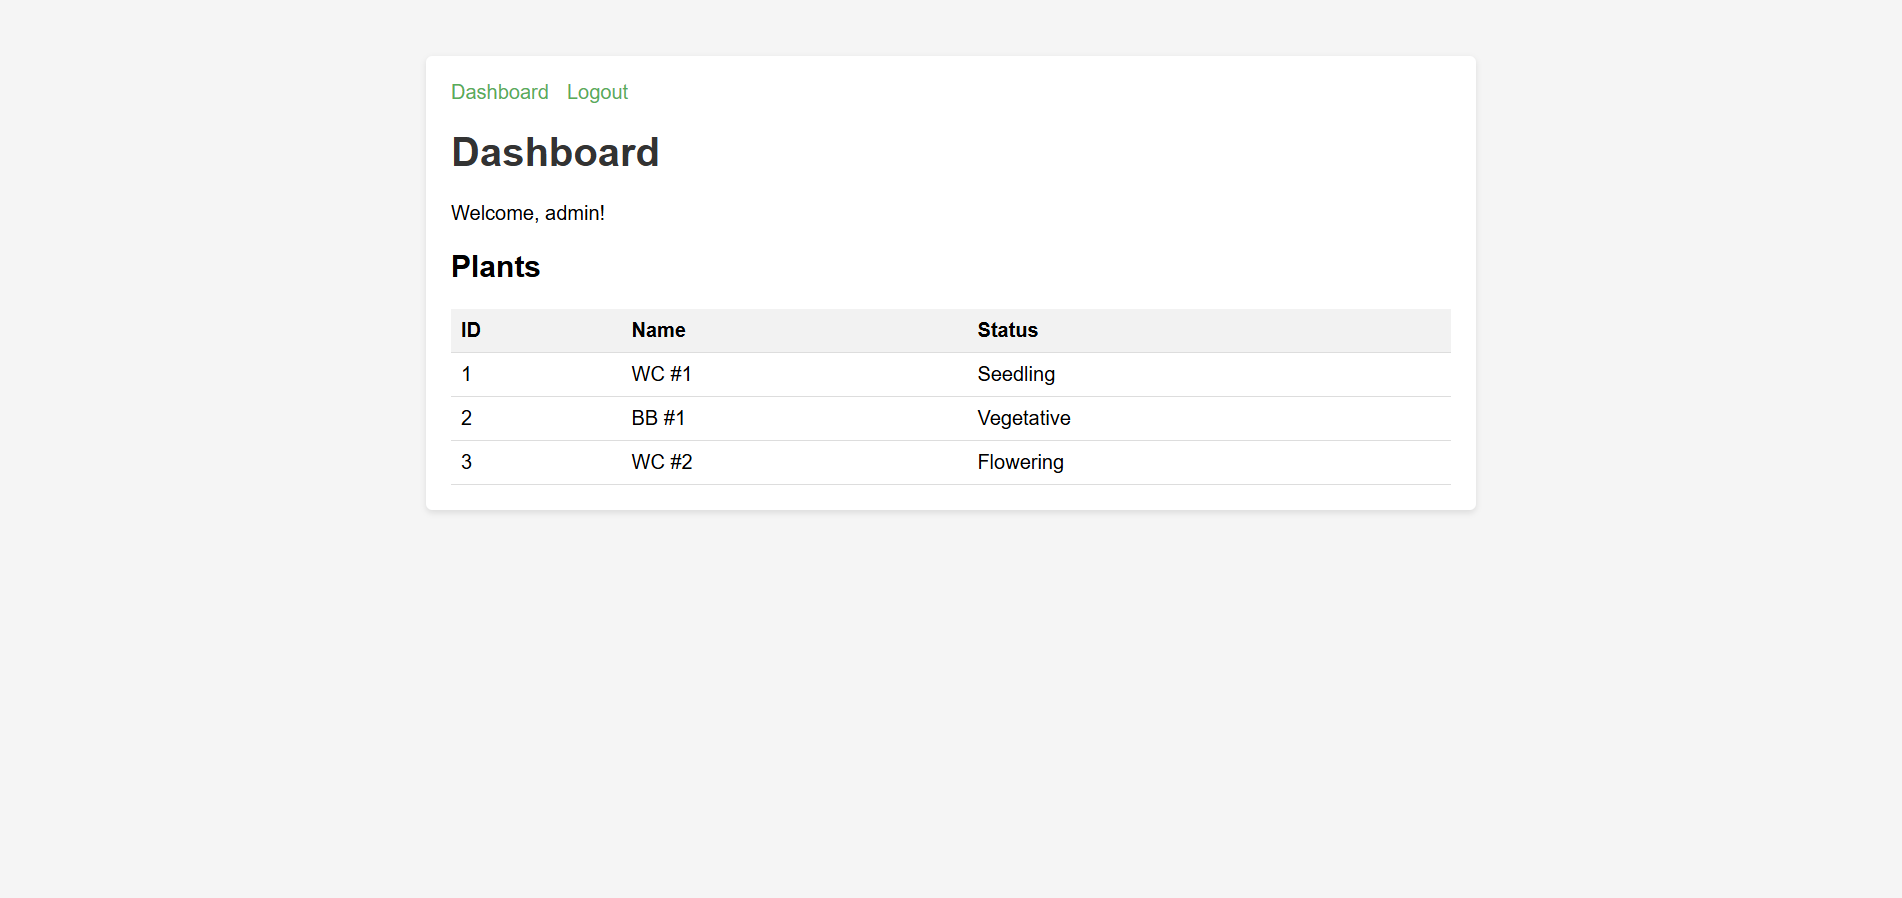 Dashboard Logout
Dashboard
Welcome, admin!
Plants
ID Name Status
1 WC #1 Seedling
2 BB #1 Vegetative
3 WC #2 Flowering